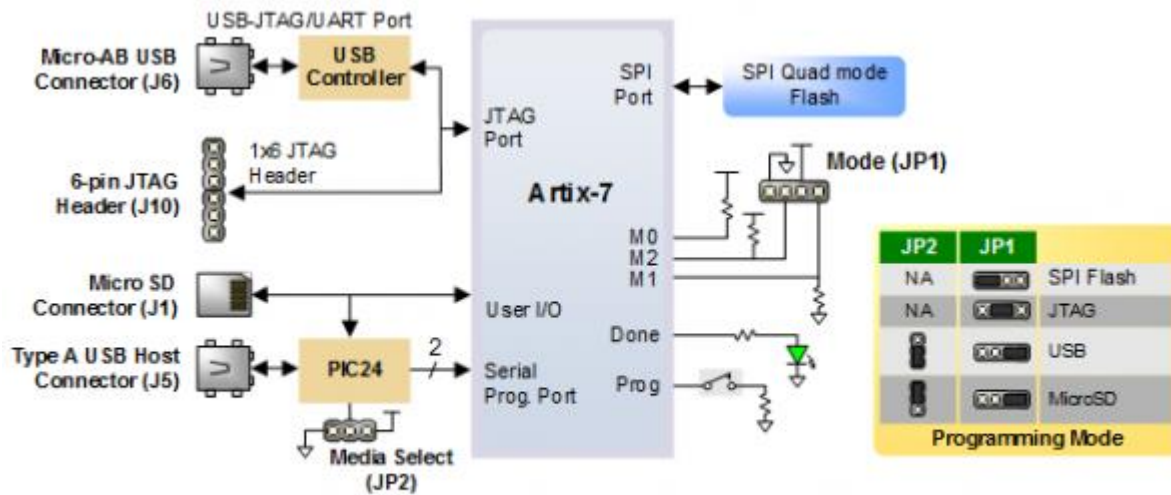 USB-JTAG/UART Port
Micro-AB USB
Connector (J6)
USB
Controller
SPI
Port
SPI Quad mode
Flash
JTAG
Port
1x6 JTAG
Header
6-pin JTAG
Header (J10)
Artix-7
Mode (JP1)
M0
M2
M1
Micro SD
Connector (J1)
User I/O
Done
Type A USB Host
Connector (J5)
PIC24
2
Serial
Prog. Port
Prog
Media Select
(JP2)
JP2 JP1
NA SPI Flash
NA JTAG
USB
MicroSD
Programming Mode